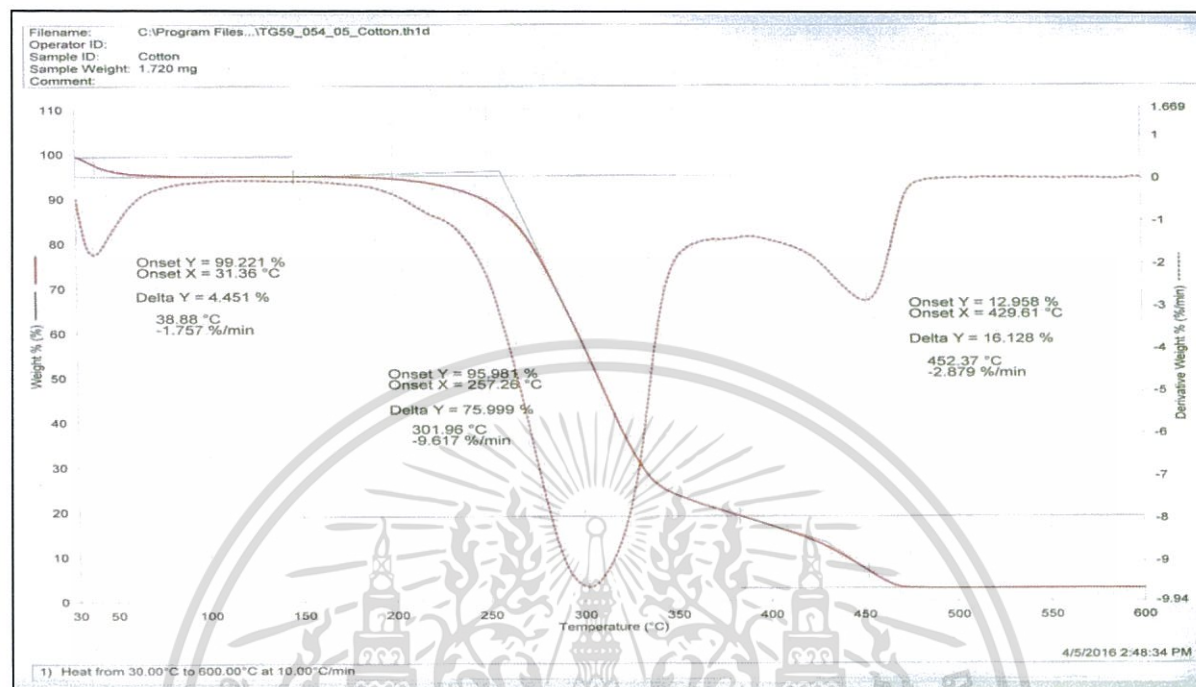 Filename: C:\Program Files...\TG59_054_05_Cotton.th1d
Operator ID:
Sample ID: Cotton
Sample Weight: 1.720 mg
Comment:
110
100
90
80
70
60
50
40
30
20
10
0
Weight % (%)
Onset Y = 99.221 %
Onset X = 31.36 °C
Delta Y = 4.451 %
38.88 °C
-1.757 %/min
Onset Y = 95.981 %
Onset X = 257.26 °C
Delta Y = 75.999 %
301.96 °C
-9.617 %/min
Onset Y = 12.958 %
Onset X = 429.61 °C
Delta Y = 16.128 %
452.37 °C
-2.879 %/min
1.669
1
0
-1
-2
-3
-4
-5
-6
-7
-8
-9
-9.94
Derivative Weight % (%/min)
30 50 100 150 200 250 300 350 400 450 500 550 600
Temperature (°C)
4/5/2016 2:48:34 PM
1) Heat from 30.00°C to 600.00°C at 10.00°C/min